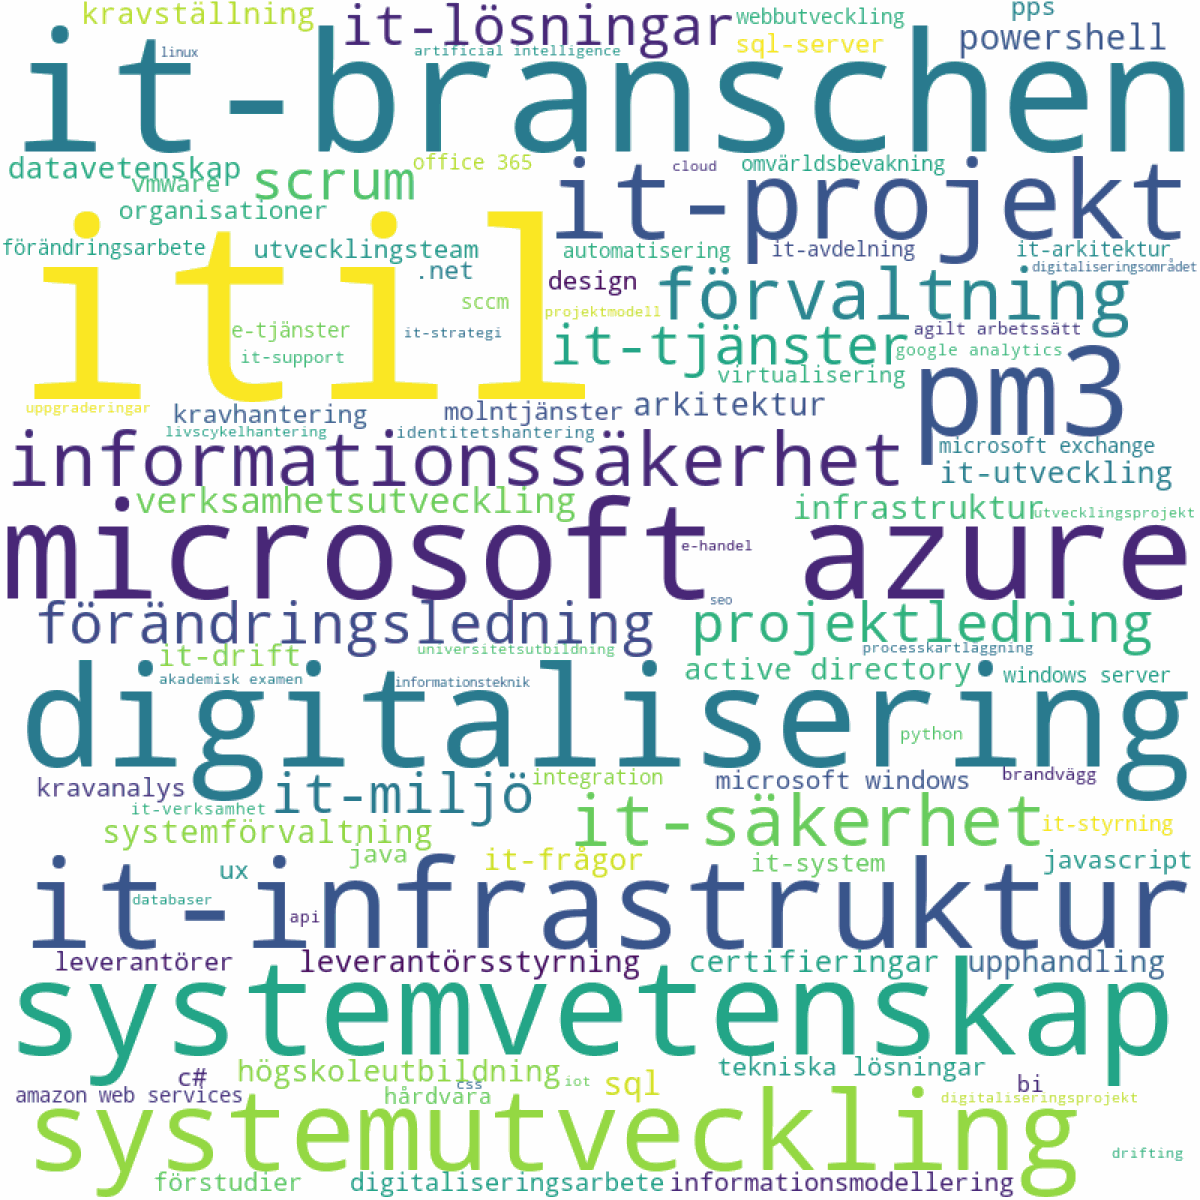 kravställning
it-lösningar
webbutveckling
pps
linux
artificial intelligence
sql-server
powershell
it-branschen
datavetenskap
office 365
it-projekt
cloud
omvärldsbevakning
vmware
scrum
organisationer
itil
förändringsarbete
utvecklingsteam
automatisering
it-avdelning
it-arkitektur
.net
design
förvaltning
digitaliseringsområdet
sccm
projektmodell
e-tjänster
it-strategi
it-tjänster
agilt arbetssätt
it-support
google analytics
virtualisering
pm3
uppgraderingar
kravhantering
molntjänster
arkitektur
livscykelhantering
identitetshantering
informationssäkerhet
microsoft exchange
it-utveckling
verksamhetsutveckling
infrastruktur
utvecklingsprojekt
microsoft azure
e-handel
seo
förändringsledning
projektledning
it-drift
universitetsutbildning
processkartläggning
akademisk examen
informationsteknik
active directory
windows server
digitalisering
python
kravanalys
it-miljö
integration
microsoft windows
brandvägg
it-verksamhet
it-säkerhet
it-styrning
systemförvaltning
java
it-frågor
it-system
javascript
ux
it-infrastruktur
databaser
api
leverantörer
leverantörsstyrning
certifieringar
upphandling
systemvetenskap
c#
högskoleutbildning
css
iot
sql
tekniska lösningar
bi
amazon web services
hårdvara
digitaliseringsprojekt
systemutveckling
drifting
förstudier
digitaliseringsarbete
informationsmodellering